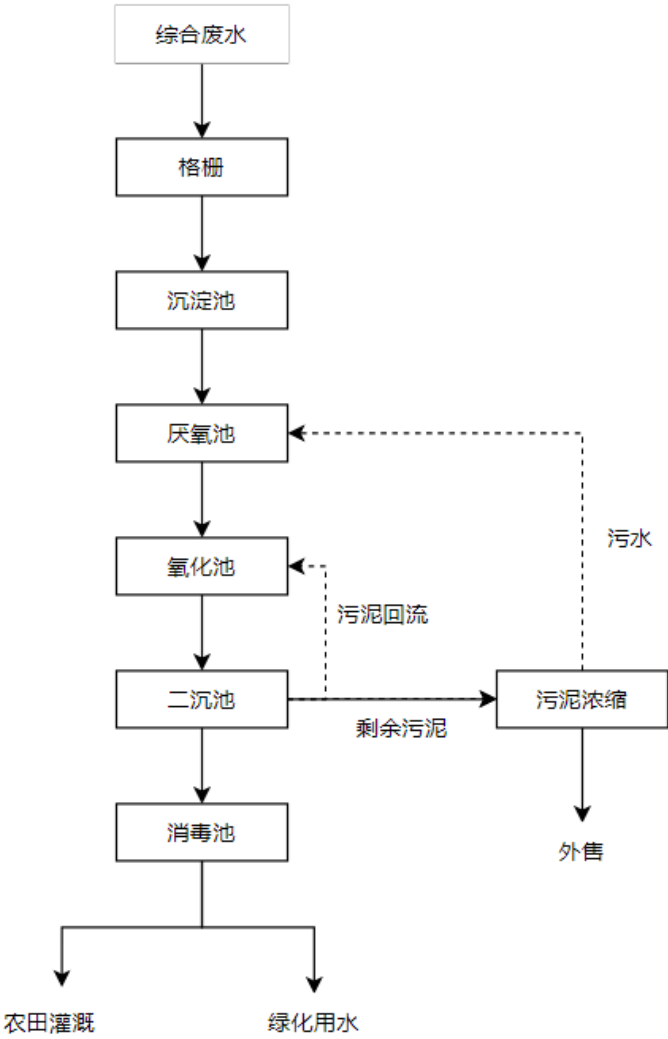 综合废水
格栅
沉淀池
厌氧池
污水
氧化池
污泥回流
二沉池
剩余污泥
污泥浓缩
消毒池
外售
农田灌溉
绿化用水